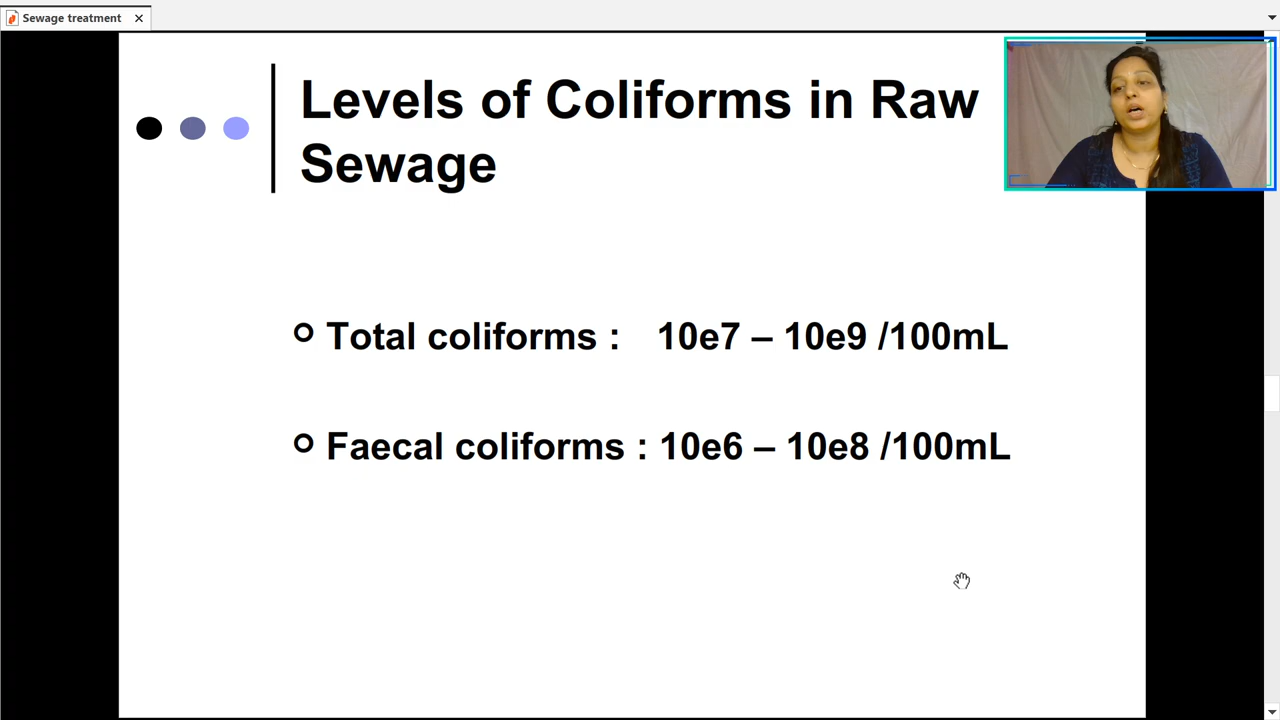 Sewage treatment
Levels of Coliforms in Raw
Sewage
Total coliforms : 10e7 – 10e9 /100mL
Faecal coliforms : 10e6 – 10e8 /100mL